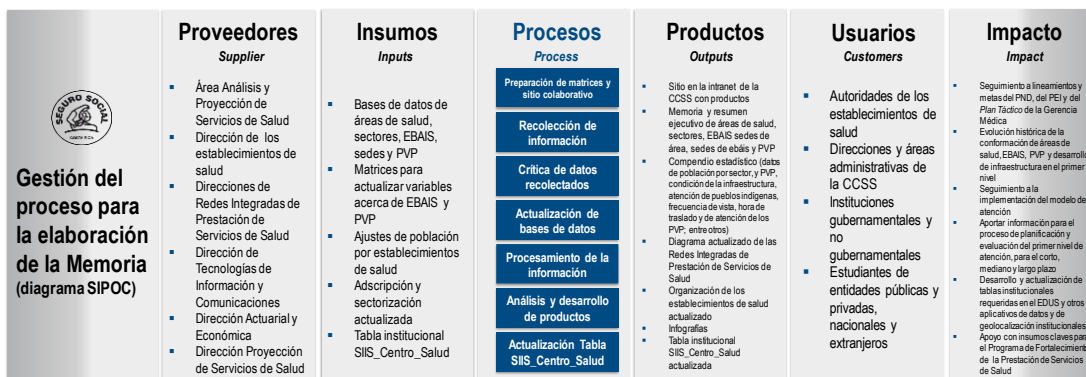 SEGURO SOCIAL
COSTA RICA
Gestión del
proceso para
la elaboración
de la Memoria
(diagrama SIPOC)
Proveedores
Supplier
Área Análisis y
Proyección de
Servicios de Salud
Dirección de los
establecimientos de
salud
Direcciones de
Redes Integradas de
Prestación de
Servicios de Salud
Dirección de
Tecnologías de
Información y
Comunicaciones
Dirección Actuarial y
Económica
Dirección Proyección
de Servicios de Salud
Insumos
Inputs
Bases de datos de
áreas de salud,
sectores, EBAIS,
sedes y PVP
Matrices para
actualizar variables
acerca de EBAIS y
PVP
Ajustes de población
por establecimientos
de salud
Adscripción y
sectorización
actualizada
Tabla institucional
SIIS_Centro_Salud
Procesos
Process
Preparación de matrices y
sitio colaborativo
Recolección de
información
Crítica de datos
recolectados
Actualización de
bases de datos
Procesamiento de la
información
Análisis y desarrollo
de productos
Actualización Tabla
SIIS_Centro_Salud
Productos
Outputs
Sitio en la intranet de la
CCSS con productos
Memoria y resumen
ejecutivo de áreas de salud,
sectores, EBAIS sedes de
área, sedes de ebáis y PVP
Compendio estadístico (datos
de población por sector, y PVP,
condición de la infraestructura,
atención de pueblos indígenas,
frecuencia de vista, hora de
traslado y de atención de los
PVP; entre otros)
Diagrama actualizado de las
Redes Integradas de
Prestación de Servicios de
Salud
Organización de los
establecimientos de salud
actualizado
Infografías
Tabla institucional
SIIS_Centro_Salud
actualizada
Usuarios
Customers
Autoridades de los
establecimientos de
salud
Direcciones y áreas
administrativas de
la CCSS
Instituciones
gubernamentales y
no
gubernamentales
Estudiantes de
entidades públicas y
privadas,
nacionales y
extranjeros
Impacto
Impact
Seguimiento a lineamientos y
metas del PND, del PEI y del
Plan Táctico de la Gerencia
Médica
Evolución histórica de la
conformación de áreas de
salud, EBAIS, PVP y desarrollo
de infraestructura en el primer
nivel
Seguimiento a la
implementación del modelo de
atención
Aportar información para el
proceso de planificación y
evaluación del primer nivel de
atención, para el corto,
mediano y largo plazo
Desarrollo y actualización de
tablas institucionales
requeridas en el EDUS y otros
aplicativos de datos y de
geolocalización institucionales
Apoyo con insumos claves para
el Programa de Fortalecimiento
de la Prestación de Servicios
de Salud